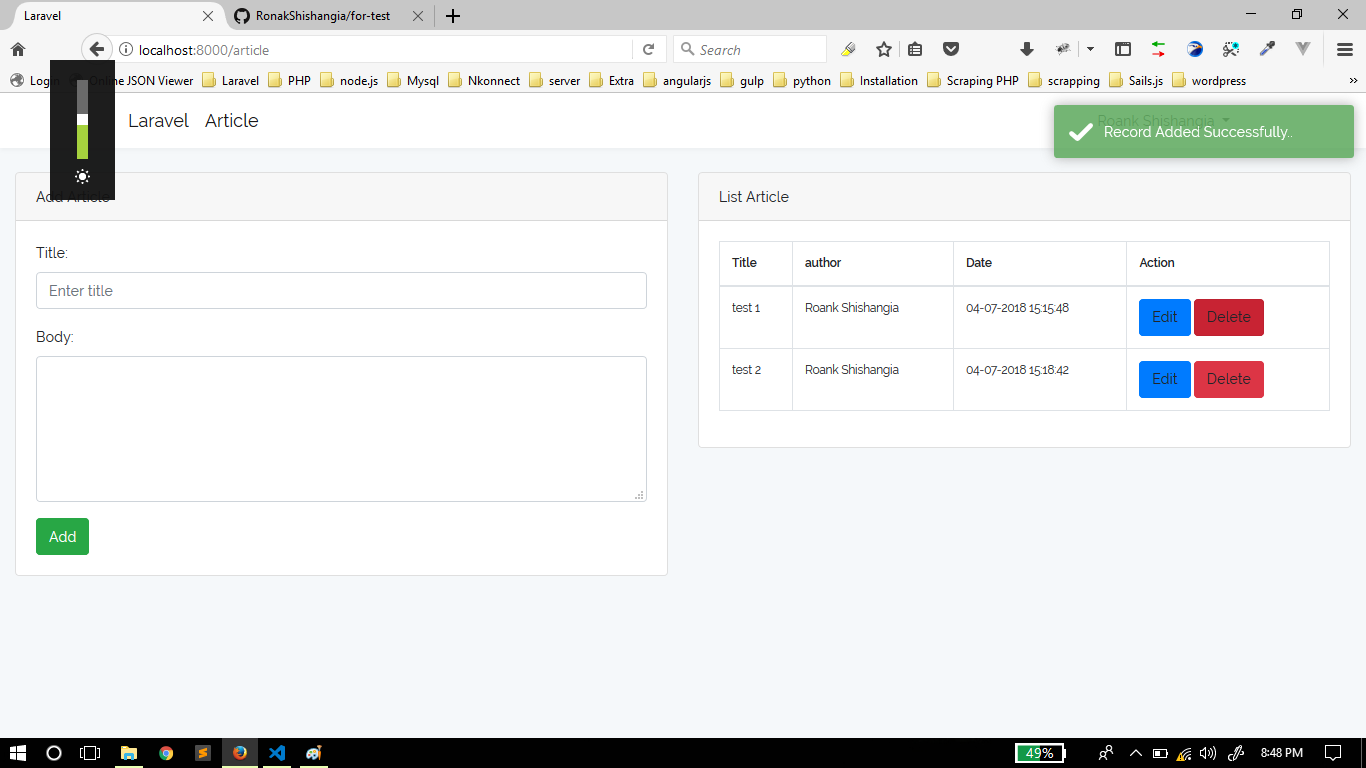 Laravel
RonakShishangia/for-test
localhost:8000/article
Search
Login
Online JSON Viewer
Laravel
PHP
node.js
Mysql
Nkonnect
server
Extra
angularjs
gulp
python
Installation
Scraping PHP
scrapping
Sails.js
wordpress
Laravel Article
Roank Shishangia
Record Added Successfully..
Add Article
Title:
Enter title
Body:
Add
List Article
Title author Date Action
test 1 Roank Shishangia 04-07-2018 15:15:48 Edit Delete
test 2 Roank Shishangia 04-07-2018 15:18:42 Edit Delete
49%
8:48 PM